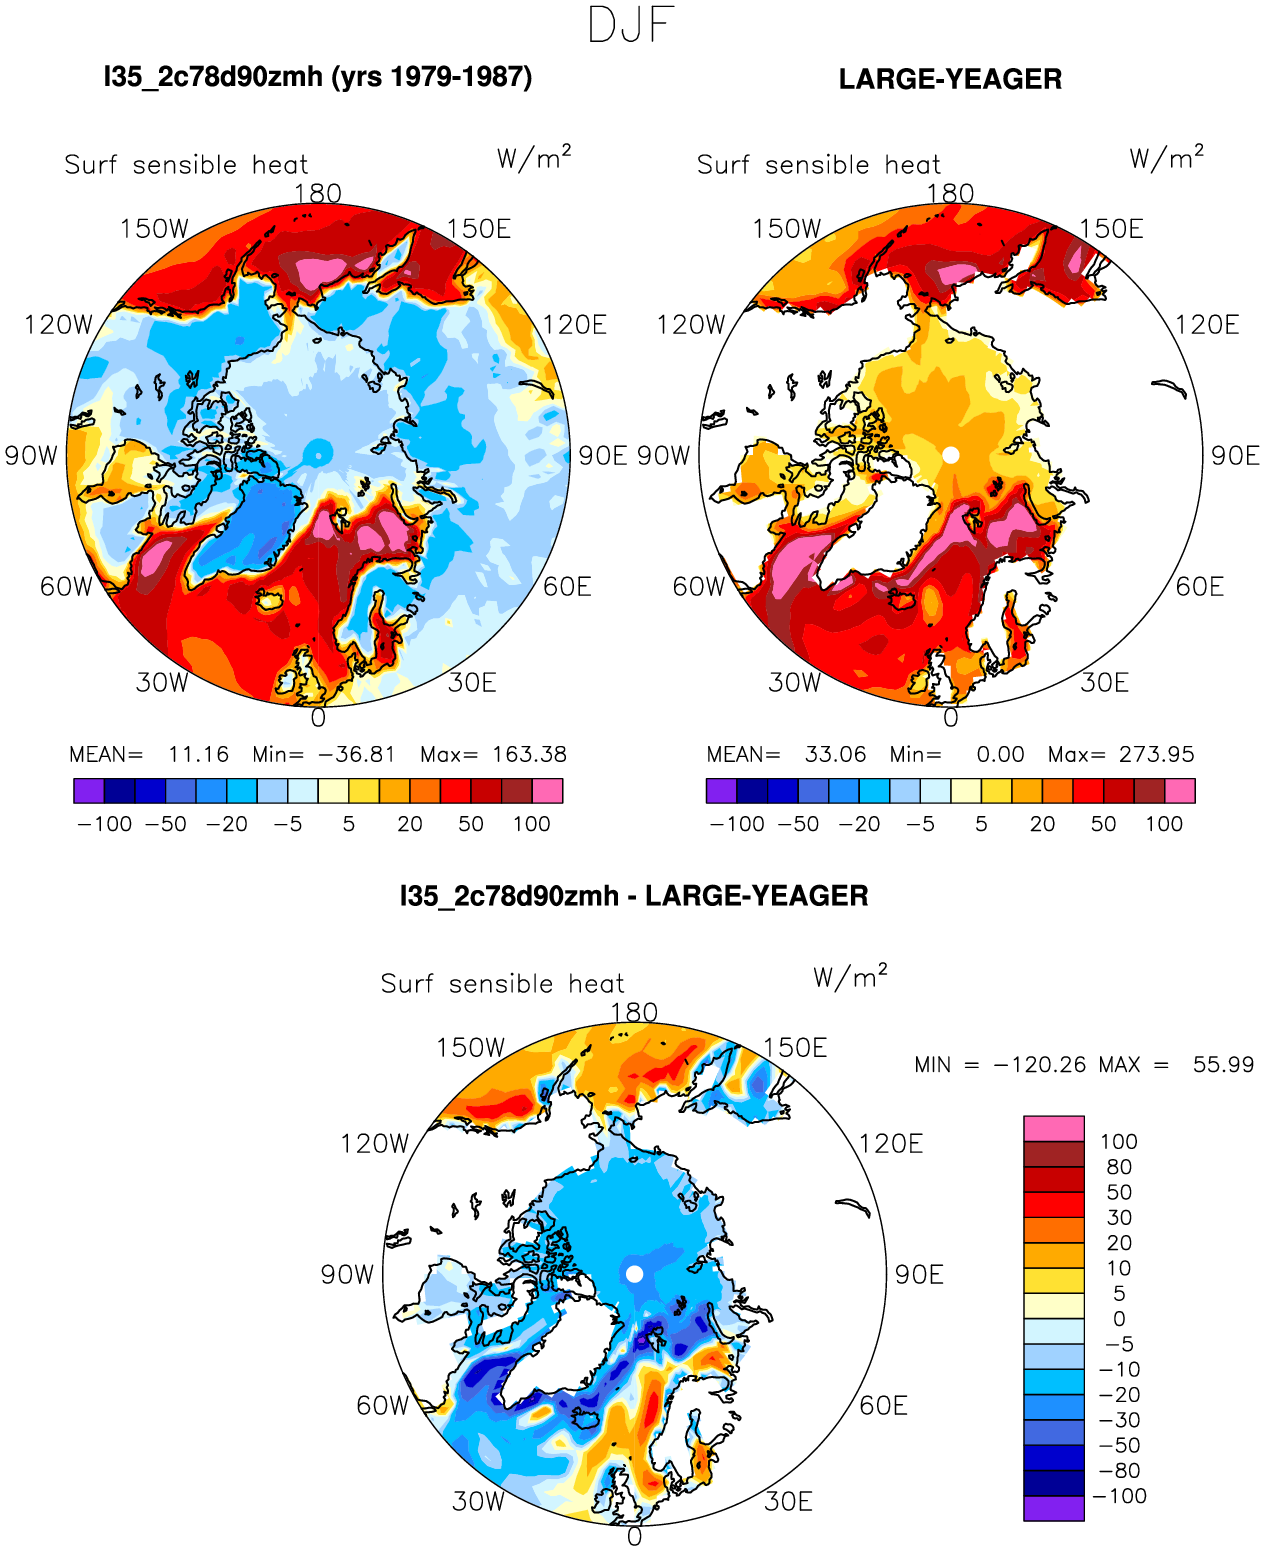 DJF
I35_2c78d90zmh (yrs 1979-1987)
LARGE-YEAGER
Surf sensible heat
W/m²
180
150W
150E
120W
120E
90W
90E
60W
60E
30W
30E
0
MEAN= 11.16 Min= −36.81 Max= 163.38
−100 −50 −20 −5 5 20 50 100
Surf sensible heat
W/m²
180
150W
150E
120W
120E
90W
90E
60W
60E
30W
30E
0
MEAN= 33.06 Min= 0.00 Max= 273.95
−100 −50 −20 −5 5 20 50 100
I35_2c78d90zmh - LARGE-YEAGER
Surf sensible heat
W/m²
180
150W
150E
120W
120E
90W
90E
60W
60E
30W
30E
0
MIN = −120.26 MAX = 55.99
100
80
50
30
20
10
5
0
−5
−10
−20
−30
−50
−80
−100